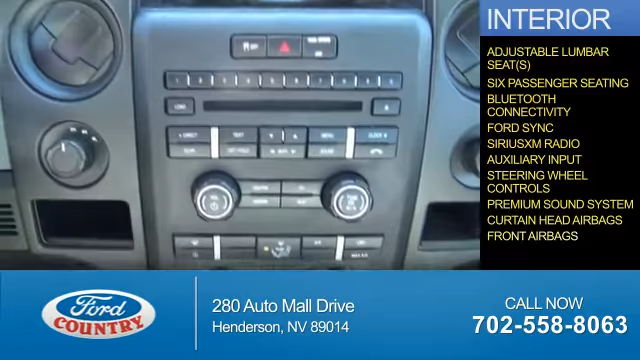 INTERIOR
ADJUSTABLE LUMBAR
SEAT(S)
SIX PASSENGER SEATING
BLUETOOTH
CONNECTIVITY
FORD SYNC
SIRIUSXM RADIO
AUXILIARY INPUT
STEERING WHEEL
CONTROLS
PREMIUM SOUND SYSTEM
CURTAIN HEAD AIRBAGS
FRONT AIRBAGS
Ford
COUNTRY
280 Auto Mall Drive
Henderson, NV 89014
CALL NOW
702-558-8063